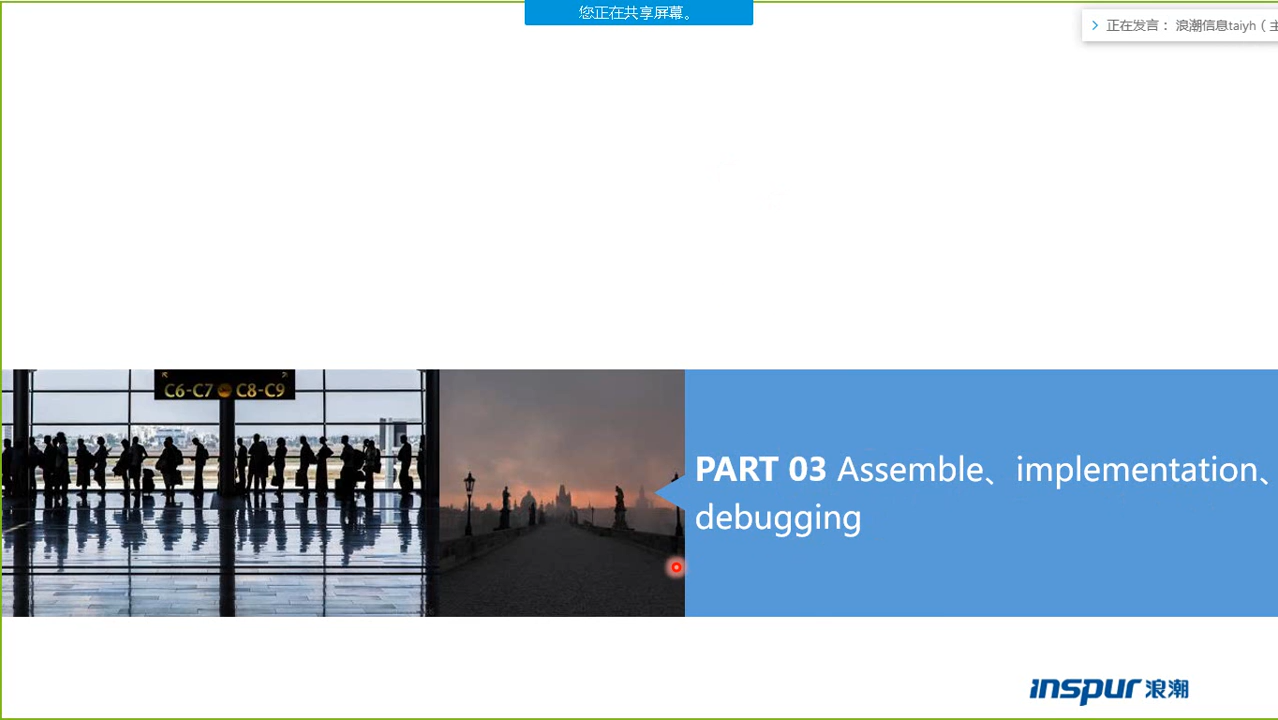 您正在共享屏幕。
正在发言： 浪潮信息taiyh（主
C6-C7 C8-C9
PART 03 Assemble、implementation、
debugging
inspur 浪潮